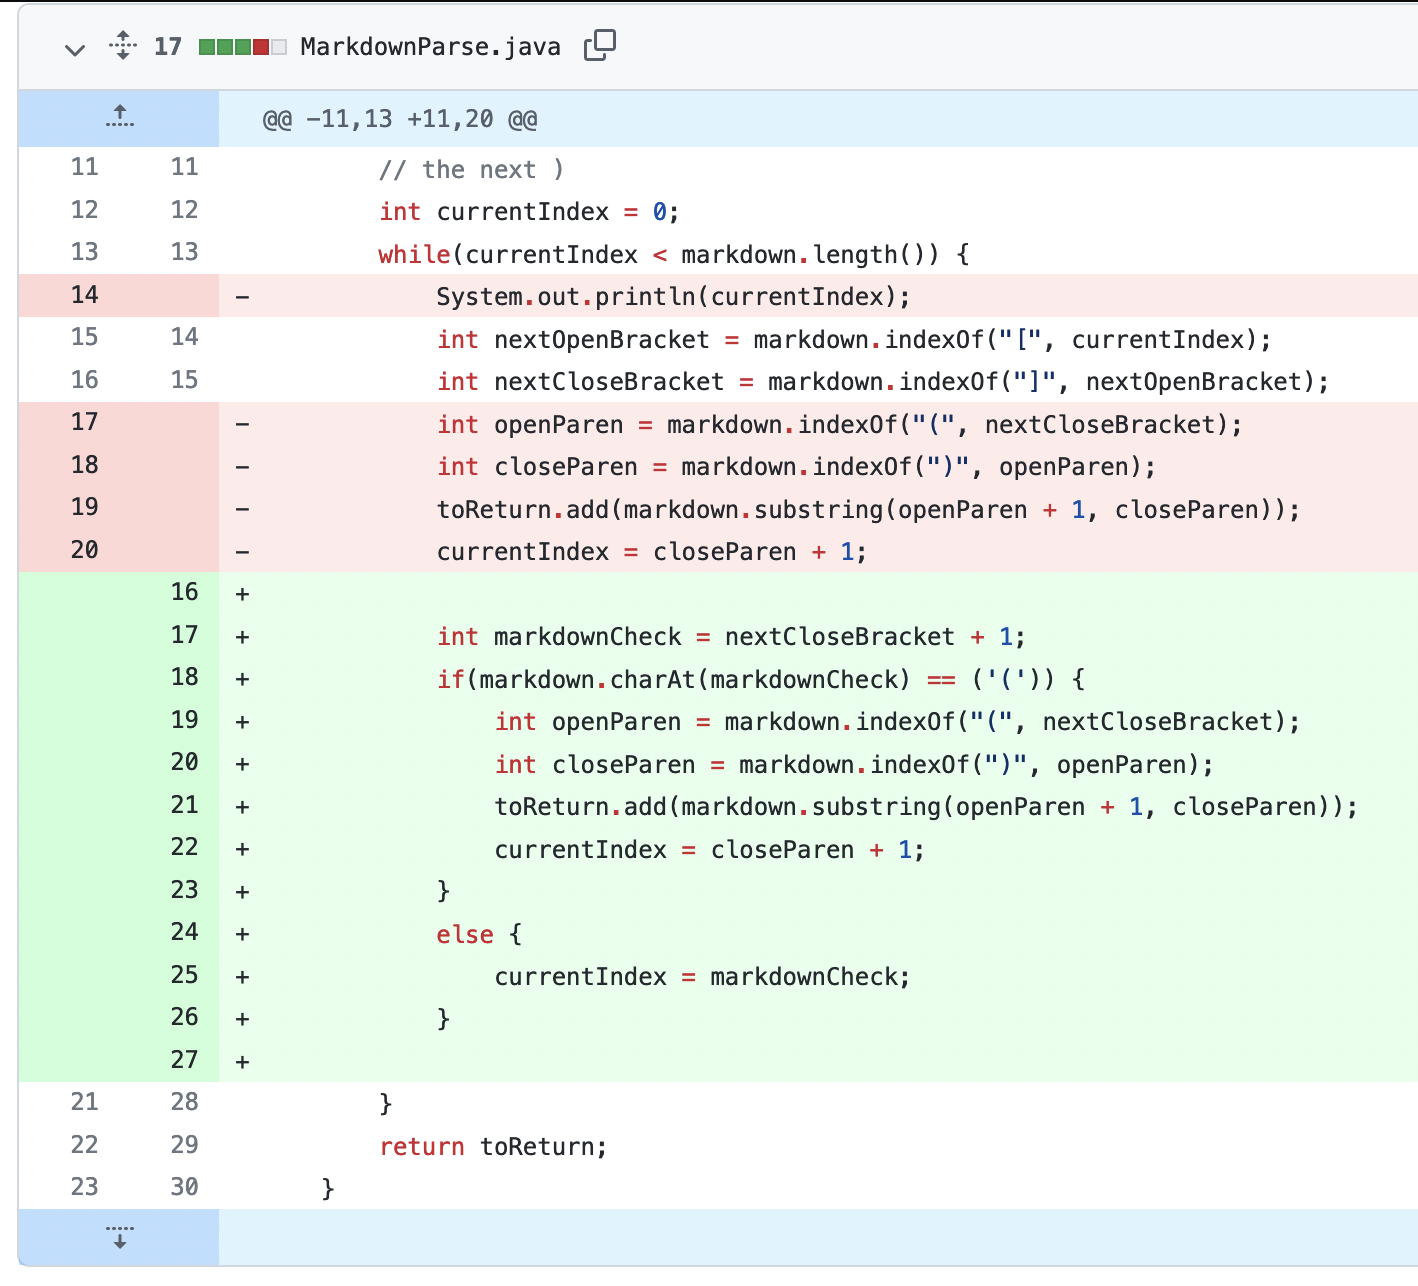 17 MarkdownParse.java
@@ -11,13 +11,20 @@
11 11 // the next )
12 12 int currentIndex = 0;
13 13 while(currentIndex < markdown.length()) {
14 - System.out.println(currentIndex);
15 14 int nextOpenBracket = markdown.indexOf("[", currentIndex);
16 15 int nextCloseBracket = markdown.indexOf("]", nextOpenBracket);
17 - int openParen = markdown.indexOf("(", nextCloseBracket);
18 - int closeParen = markdown.indexOf(")", openParen);
19 - toReturn.add(markdown.substring(openParen + 1, closeParen));
20 - currentIndex = closeParen + 1;
16 +
17 + int markdownCheck = nextCloseBracket + 1;
18 + if(markdown.charAt(markdownCheck) == ('(')) {
19 + int openParen = markdown.indexOf("(", nextCloseBracket);
20 + int closeParen = markdown.indexOf(")", openParen);
21 + toReturn.add(markdown.substring(openParen + 1, closeParen));
22 + currentIndex = closeParen + 1;
23 + }
24 + else {
25 + currentIndex = markdownCheck;
26 + }
27 +
21 28 }
22 29 return toReturn;
23 30 }